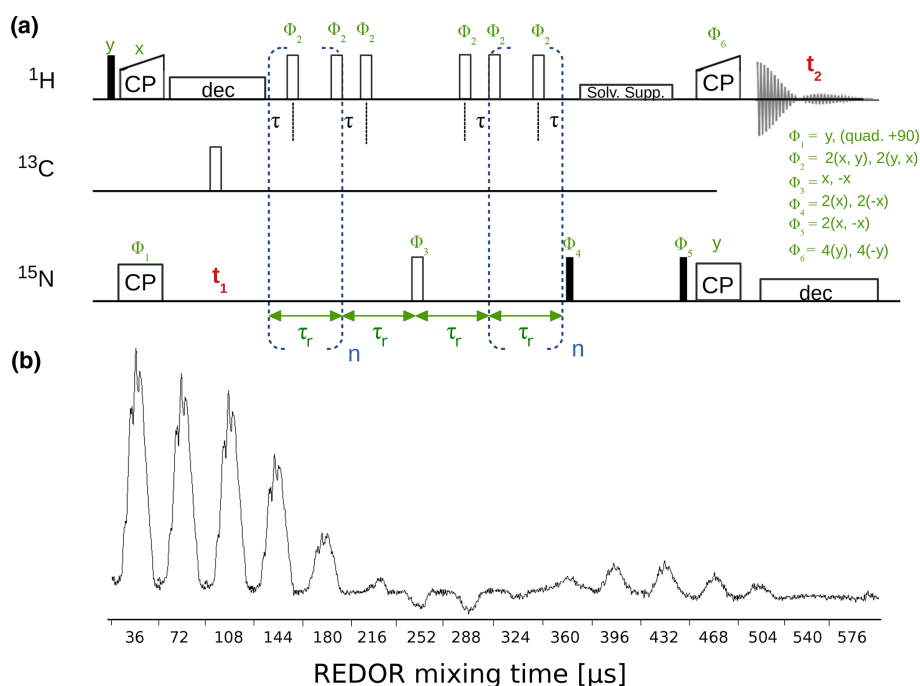 (a)
Φ2 Φ2 Φ2 Φ2 Φ2 Φ2 Φ6
y x
1H CP dec Solv. Supp. CP t2
τ τ τ τ
Φ1 = y, (quad. +90)
Φ2 = 2(x, y), 2(y, x)
Φ3 = x, -x
Φ4 = 2(x), 2(-x)
Φ5 = 2(x, -x)
Φ6 = 4(y), 4(-y)
13C
Φ1 Φ3 Φ4 Φ5 y
15N CP t1 CP dec
τr τr τr τr
n n
(b)
36 72 108 144 180 216 252 288 324 360 396 432 468 504 540 576
REDOR mixing time [µs]